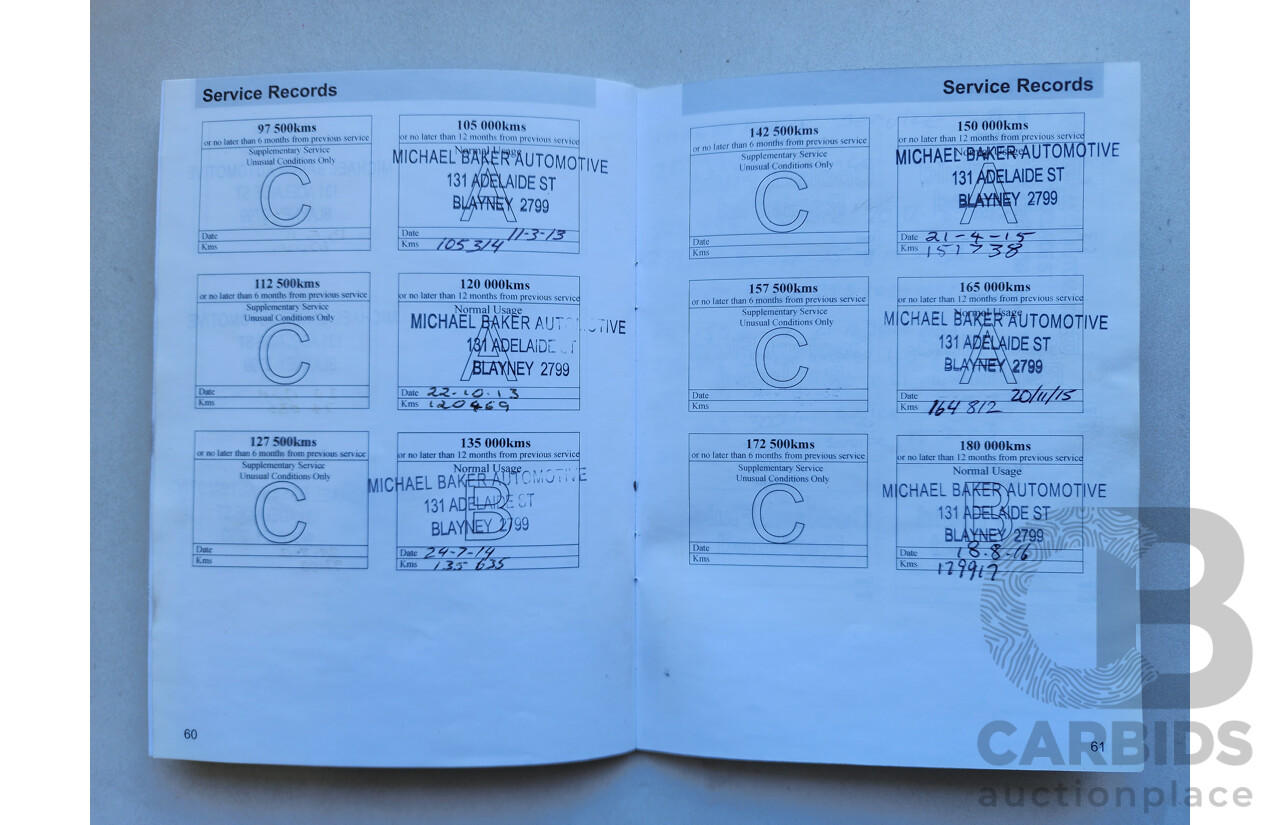 Service Records
97 500kms
or no later than 6 months from previous service
Supplementary Service
Unusual Conditions Only
C
Date
Kms
105 000kms
or no later than 12 months from previous service
Normal Usage
MICHAEL BAKER AUTOMOTIVE
131 ADELAIDE ST
BLAYNEY 2799
A
Date 11-3-13
Kms 105314
112 500kms
or no later than 6 months from previous service
Supplementary Service
Unusual Conditions Only
C
Date
Kms
120 000kms
or no later than 12 months from previous service
Normal Usage
MICHAEL BAKER AUTOMOTIVE
131 ADELAIDE ST
BLAYNEY 2799
A
Date 22-10-13
Kms 120469
127 500kms
or no later than 6 months from previous service
Supplementary Service
Unusual Conditions Only
C
Date
Kms
135 000kms
or no later than 12 months from previous service
Normal Usage
MICHAEL BAKER AUTOMOTIVE
131 ADELAIDE ST
BLAYNEY 2799
B
Date 24-7-14
Kms 135 635
60
Service Records
142 500kms
or no later than 6 months from previous service
Supplementary Service
Unusual Conditions Only
C
Date
Kms
150 000kms
or no later than 12 months from previous service
Normal Usage
MICHAEL BAKER AUTOMOTIVE
131 ADELAIDE ST
BLAYNEY 2799
A
Date 21-4-15
Kms 151738
157 500kms
or no later than 6 months from previous service
Supplementary Service
Unusual Conditions Only
C
Date
Kms
165 000kms
or no later than 12 months from previous service
Normal Usage
MICHAEL BAKER AUTOMOTIVE
131 ADELAIDE ST
BLAYNEY 2799
A
Date 20/11/15
Kms 164 812
172 500kms
or no later than 6 months from previous service
Supplementary Service
Unusual Conditions Only
C
Date
Kms
180 000kms
or no later than 12 months from previous service
Normal Usage
MICHAEL BAKER AUTOMOTIVE
131 ADELAIDE ST
BLAYNEY 2799
B
Date 18.8-16
Kms 179917
61
CB
CARBIDS
auctionplace